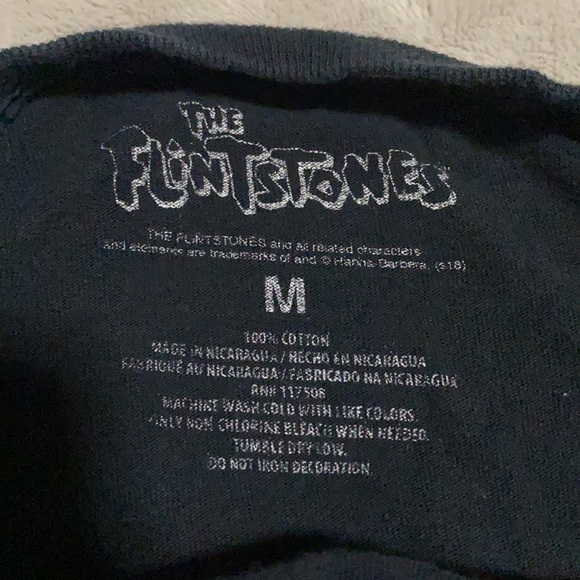 THE
FLiNTSTONES
THE FLINTSTONES and all related characters
and elements are trademarks of and © Hanna-Barbera. (s18)
M
100% COTTON
MADE IN NICARAGUA / HECHO EN NICARAGUA
FABRIQUÉ AU NICARAGUA / FABRICADO NA NICARAGUA
RN# 117508
MACHINE WASH COLD WITH LIKE COLORS.
ONLY NON CHLORINE BLEACH WHEN NEEDED.
TUMBLE DRY LOW.
DO NOT IRON DECORATION.